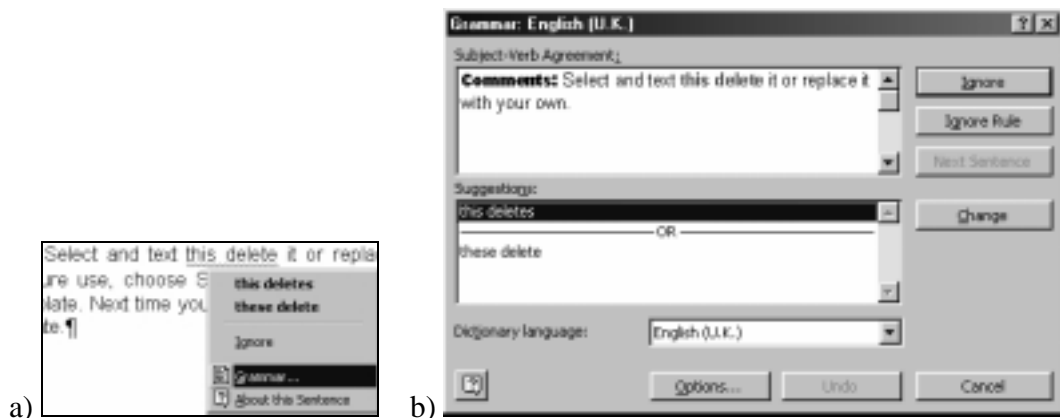 Grammar: English (U.K.)
Subject-Verb Agreement:
Comments: Select and text this delete it or replace it
with your own.
Ignore
Ignore Rule
Next Sentence
Suggestions:
this deletes
OR
these delete
Change
Dictionary language:
English (U.K.)
Options...
Undo
Cancel
Select and text this delete it or repla
ure use, choose S
plate. Next time you
te.¶
this deletes
these delete
Ignore
Grammar...
About this Sentence
a)
b)